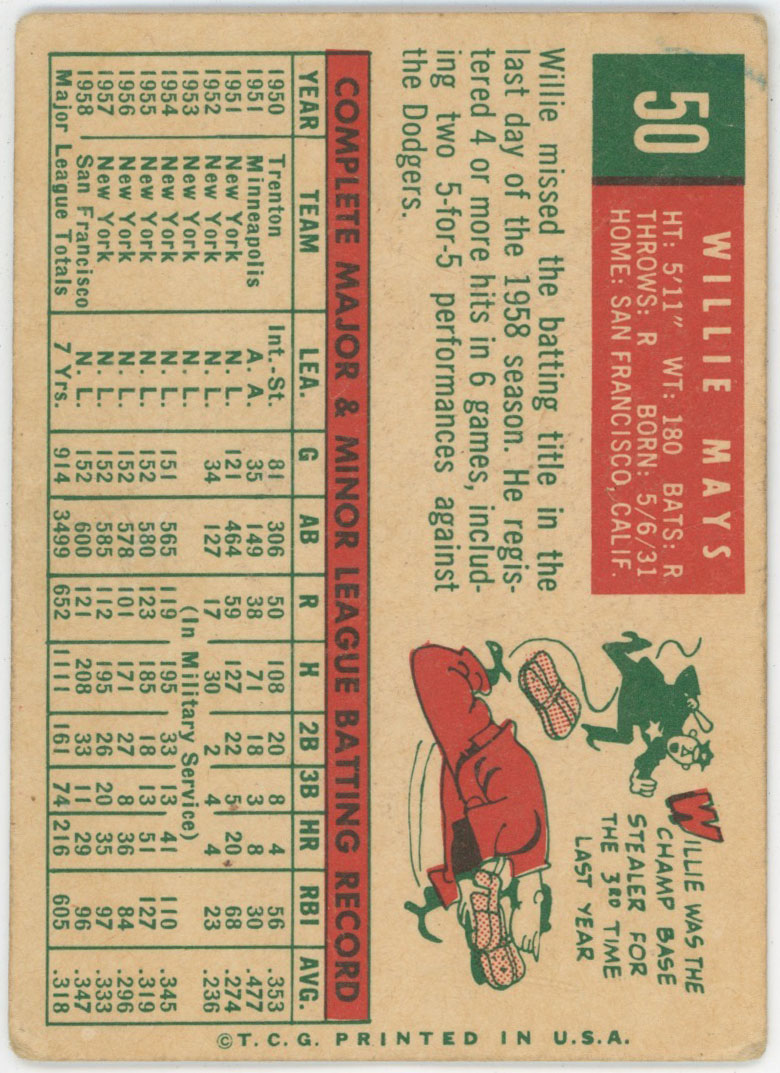 50
WILLIE MAYS
HT: 5'11" WT: 180 BATS: R
THROWS: R BORN: 5/6/31
HOME: SAN FRANCISCO, CALIF.
Willie missed the batting title in the
last day of the 1958 season. He regis-
tered 4 or more hits in 6 games, includ-
ing two 5-for-5 performances against
the Dodgers.
WILLIE WAS THE
CHAMP BASE
STEALER FOR
THE 3RD TIME
LAST YEAR
COMPLETE MAJOR & MINOR LEAGUE BATTING RECORD
YEAR TEAM LEA. G AB R H 2B 3B HR RBI AVG.
1950 Trenton Int.-St. 81 306 50 108 20 8 4 56 .353
1951 Minneapolis A. A. 35 149 38 71 18 3 8 30 .477
1951 New York N. L. 121 464 59 127 22 5 20 68 .274
1952 New York N. L. 34 127 17 30 2 4 4 23 .236
1953 New York N. L. (In Military Service)
1954 New York N. L. 151 565 119 195 33 13 41 110 .345
1955 New York N. L. 152 580 123 185 18 13 51 127 .319
1956 New York N. L. 152 578 101 171 27 8 36 84 .296
1957 New York N. L. 152 585 112 195 26 20 35 97 .333
1958 San Francisco N. L. 152 600 121 208 33 11 29 96 .347
Major League Totals 7 Yrs. 914 3499 652 1111 161 74 216 605 .318
©T.C.G. PRINTED IN U.S.A.